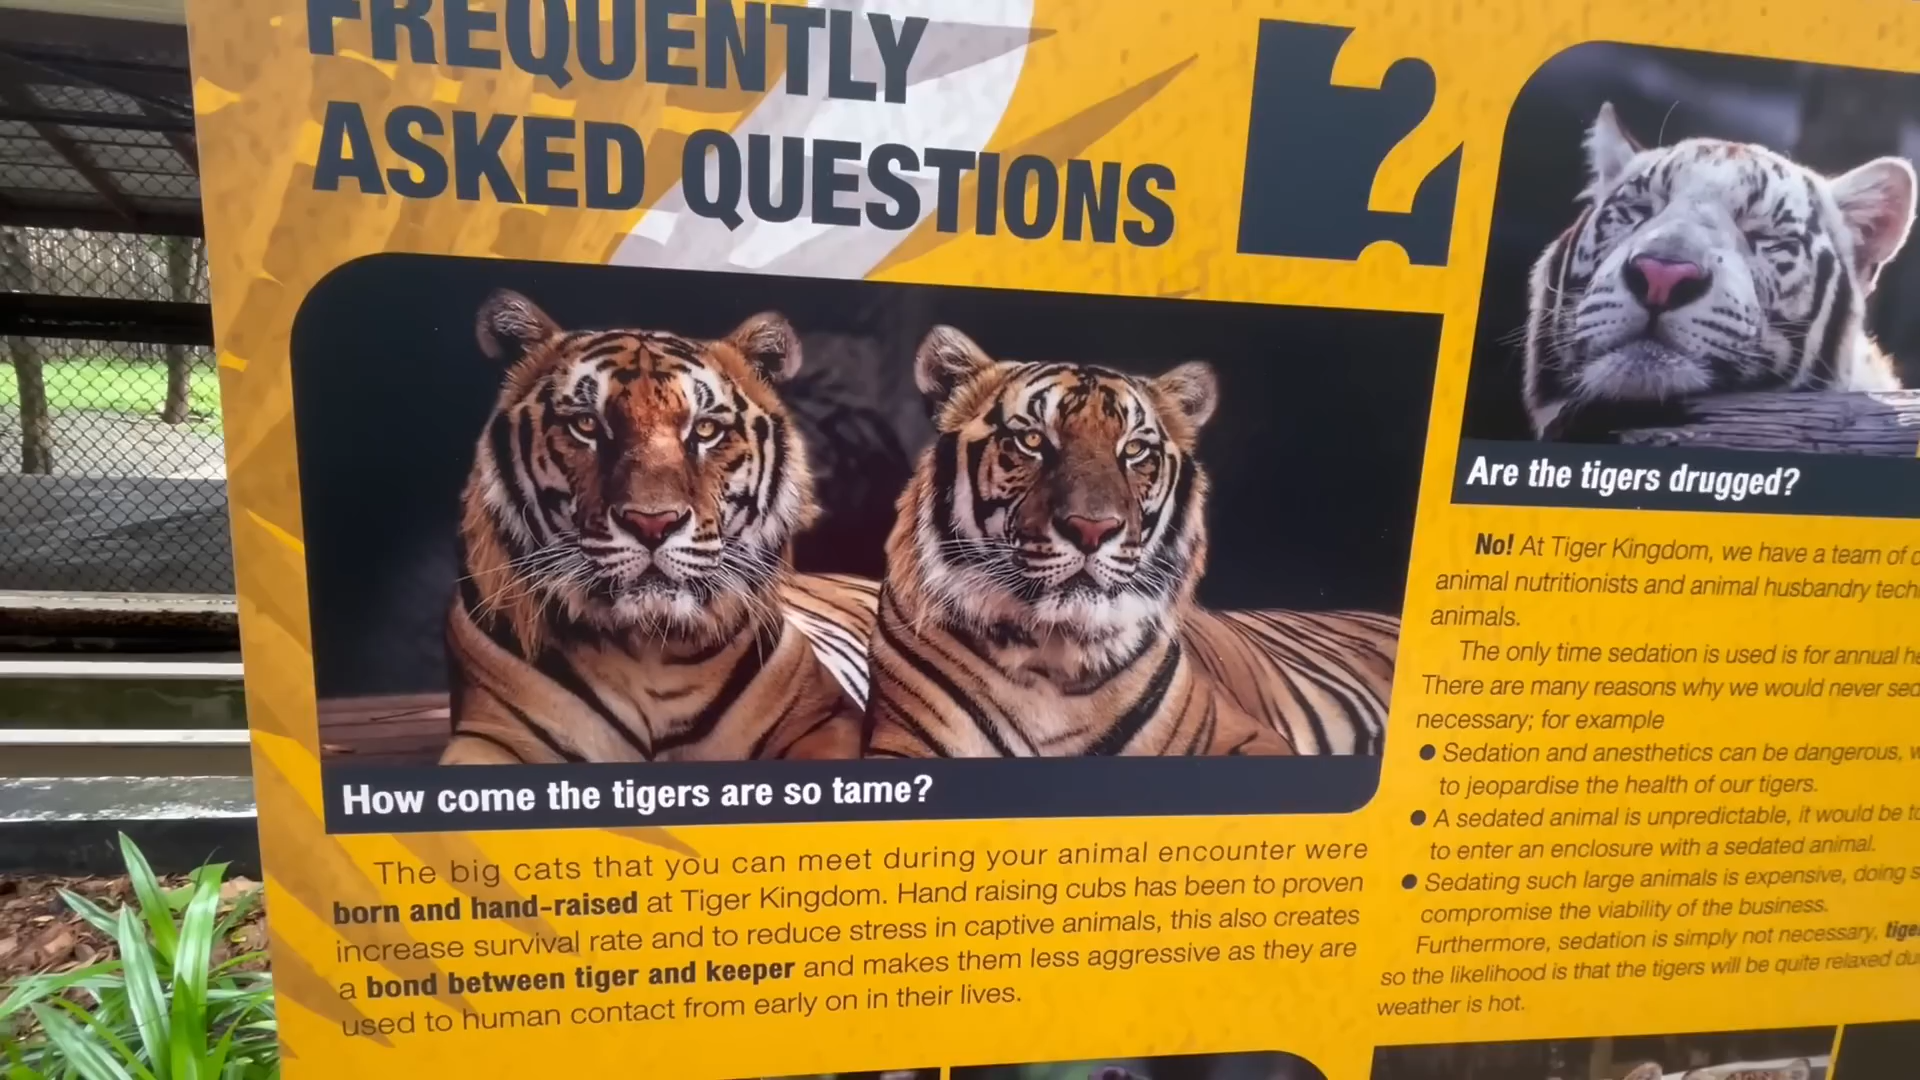 FREQUENTLY
ASKED QUESTIONS
?
How come the tigers are so tame?
The big cats that you can meet during your animal encounter were
born and hand-raised at Tiger Kingdom. Hand raising cubs has been to proven
increase survival rate and to reduce stress in captive animals, this also creates
a bond between tiger and keeper and makes them less aggressive as they are
used to human contact from early on in their lives.
Are the tigers drugged?
No! At Tiger Kingdom, we have a team of
animal nutritionists and animal husbandry
animals.
The only time sedation is used is for annual
There are many reasons why we would never
necessary; for example
● Sedation and anesthetics can be dangerous,
to jeopardise the health of our tigers.
● A sedated animal is unpredictable, it would be
to enter an enclosure with a sedated animal.
● Sedating such large animals is expensive, doing
compromise the viability of the business.
Furthermore, sedation is simply not necessary,
so the likelihood is that the tigers will be quite relaxed
weather is hot.